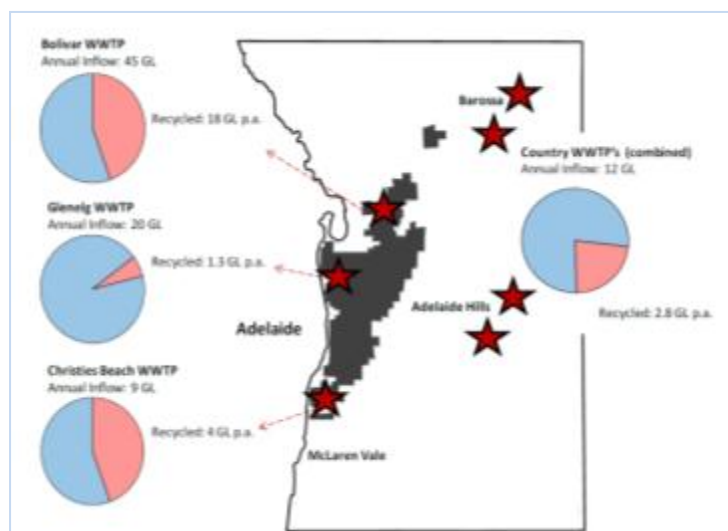 Bolivar WWTP
Annual Inflow: 45 GL
Recycled: 18 GL p.a.
Barossa
Country WWTP's (combined)
Annual Inflow: 12 GL
Glenelg WWTP
Annual Inflow: 20 GL
Recycled: 1.3 GL p.a.
Adelaide Hills
Recycled: 2.8 GL p.a.
Adelaide
Christies Beach WWTP
Annual Inflow: 9 GL
Recycled: 4 GL p.a.
McLaren Vale